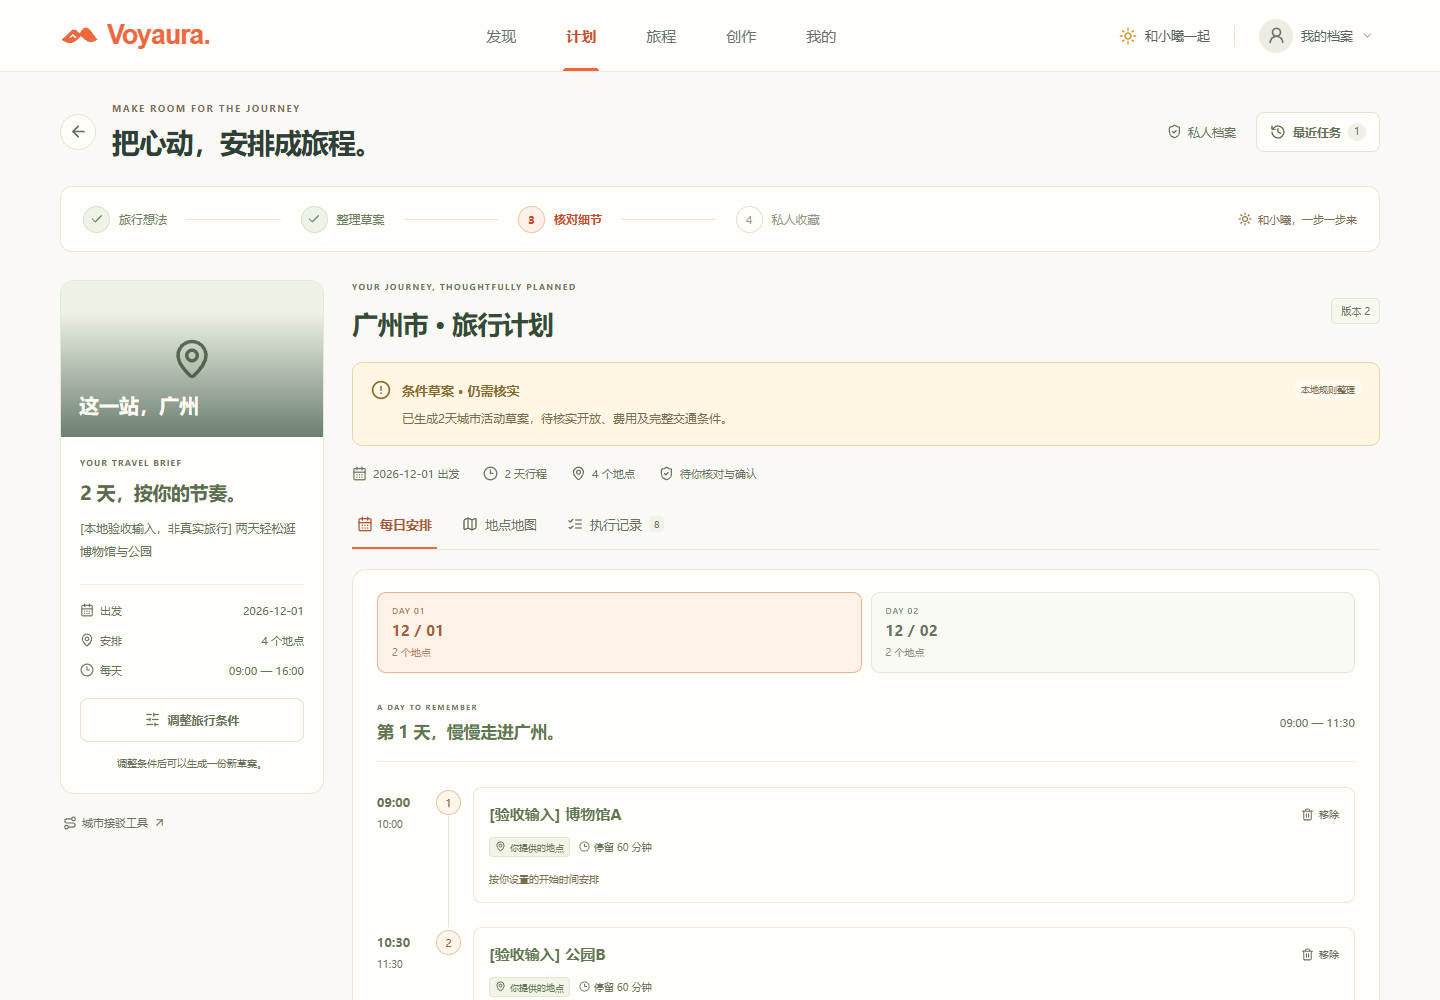 Voyaura.
发现
计划
旅程
创作
我的
和小曦一起
我的档案
MAKE ROOM FOR THE JOURNEY
把心动，安排成旅程。
私人档案
最近任务 1
旅行想法
整理草案
3 核对细节
4 私人收藏
和小曦，一步一步来
这一站，广州
YOUR TRAVEL BRIEF
2 天，按你的节奏。
[本地验收输入，非真实旅行] 两天轻松逛
博物馆与公园
出发 2026-12-01
安排 4 个地点
每天 09:00 — 16:00
调整旅行条件
调整条件后可以生成一份新草案。
城市接驳工具
YOUR JOURNEY, THOUGHTFULLY PLANNED
广州市 • 旅行计划
版本 2
条件草案 • 仍需核实
本地规则整理
已生成2天城市活动草案，待核实开放、费用及完整交通条件。
2026-12-01 出发
2 天行程
4 个地点
待你核对与确认
每日安排
地点地图
执行记录 8
DAY 01
12 / 01
2 个地点
DAY 02
12 / 02
2 个地点
A DAY TO REMEMBER
第 1 天，慢慢走进广州。
09:00 — 11:30
09:00
10:00
1
[验收输入] 博物馆A
移除
你提供的地点
停留 60 分钟
按你设置的开始时间安排
10:30
11:30
2
[验收输入] 公园B
移除
你提供的地点
停留 60 分钟